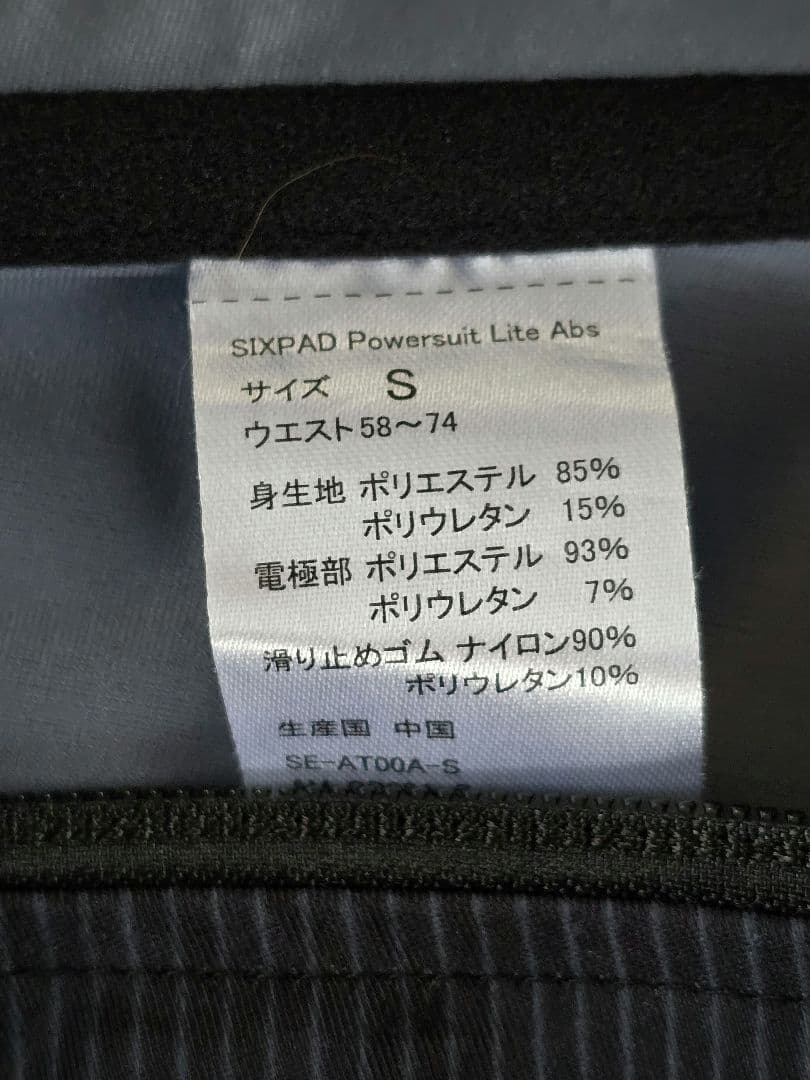 SIXPAD Powersuit Lite Abs
サイズ S
ウエスト58～74
身生地 ポリエステル 85%
ポリウレタン 15%
電極部 ポリエステル 93%
ポリウレタン 7%
滑り止めゴム ナイロン90%
ポリウレタン10%
生産国 中国
SE-AT00A-S